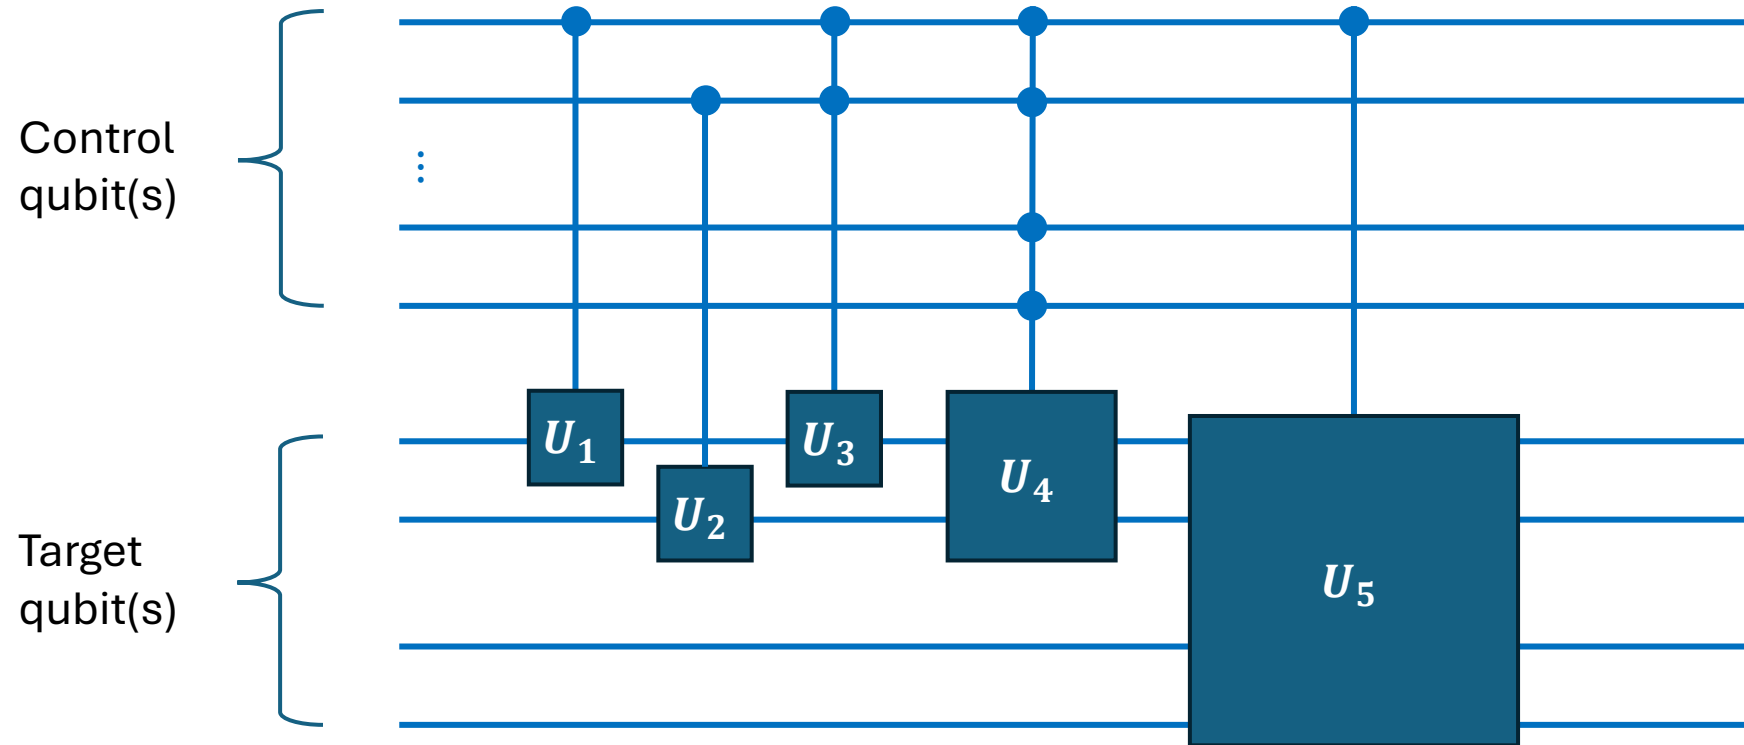 Control
qubit(s)
⋮
U₁
U₂
U₃
U₄
U₅
Target
qubit(s)